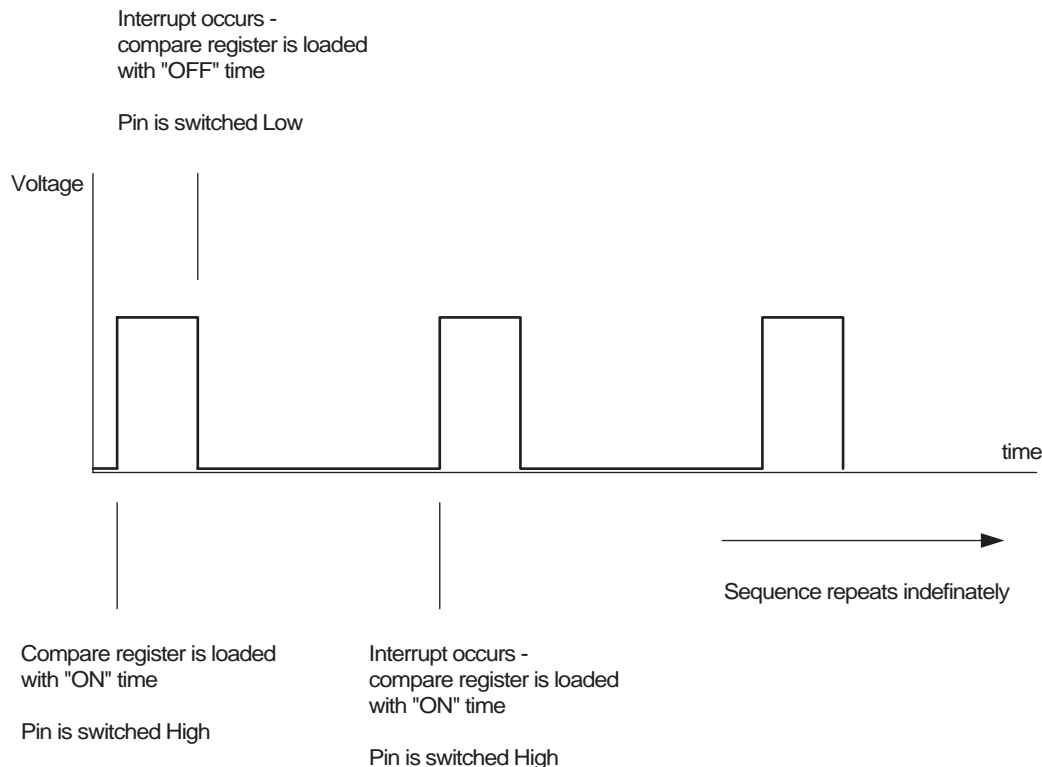 Interrupt occurs -
compare register is loaded
with "OFF" time
Pin is switched Low
Voltage
time
Sequence repeats indefinately
Compare register is loaded
with "ON" time
Pin is switched High
Interrupt occurs -
compare register is loaded
with "ON" time
Pin is switched High